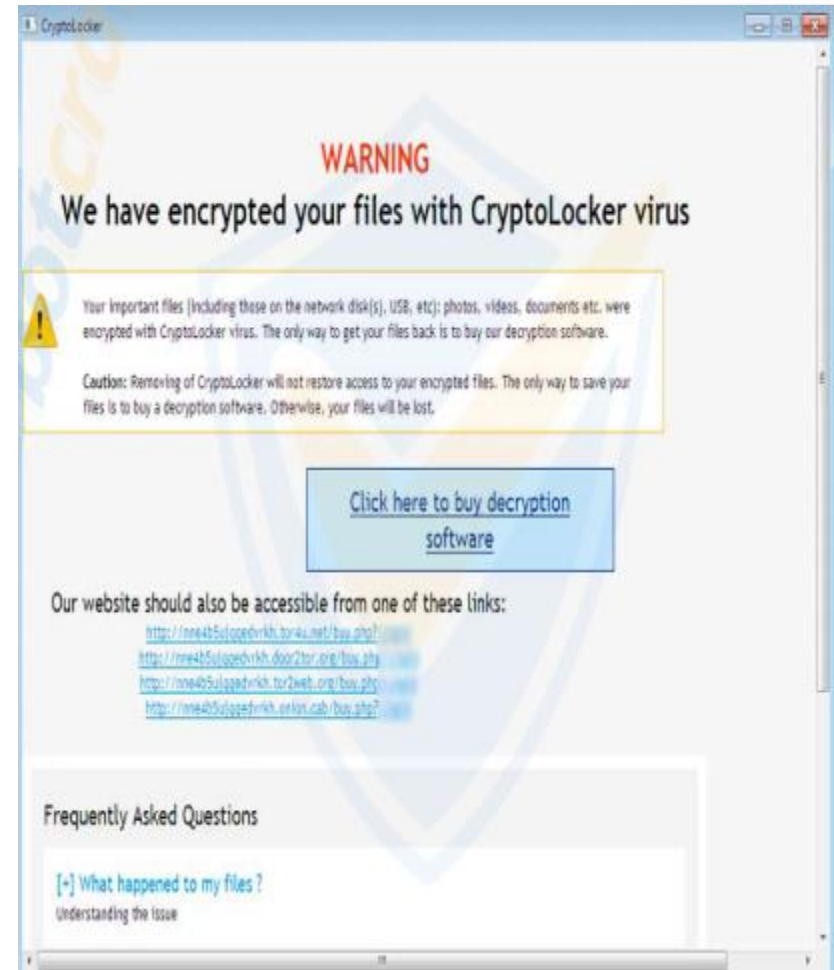 CryptoLocker
WARNING
We have encrypted your files with CryptoLocker virus
Your important files (including those on the network disk(s), USB, etc): photos, videos, documents etc. were
encrypted with CryptoLocker virus. The only way to get your files back is to buy our decryption software.
Caution: Removing of CryptoLocker will not restore access to your encrypted files. The only way to save your
files is to buy a decryption software. Otherwise, your files will be lost.
Click here to buy decryption
software
Our website should also be accessible from one of these links:
Frequently Asked Questions
[+] What happened to my files ?
Understanding the issue